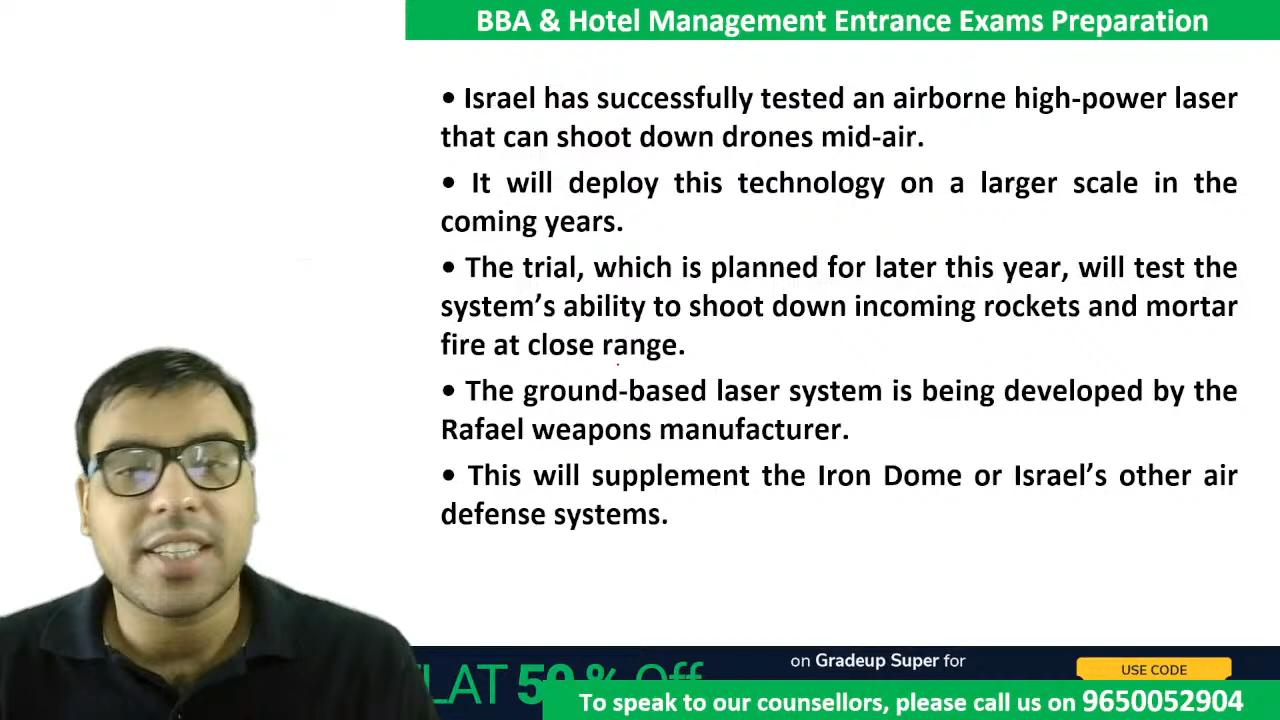 BBA & Hotel Management Entrance Exams Preparation
• Israel has successfully tested an airborne high-power laser
that can shoot down drones mid-air.
• It will deploy this technology on a larger scale in the
coming years.
• The trial, which is planned for later this year, will test the
system's ability to shoot down incoming rockets and mortar
fire at close range.
• The ground-based laser system is being developed by the
Rafael weapons manufacturer.
• This will supplement the Iron Dome or Israel's other air
defense systems.
on Gradeup Super for
USE CODE
LAT 50 % Off
To speak to our counsellors, please call us on 9650052904